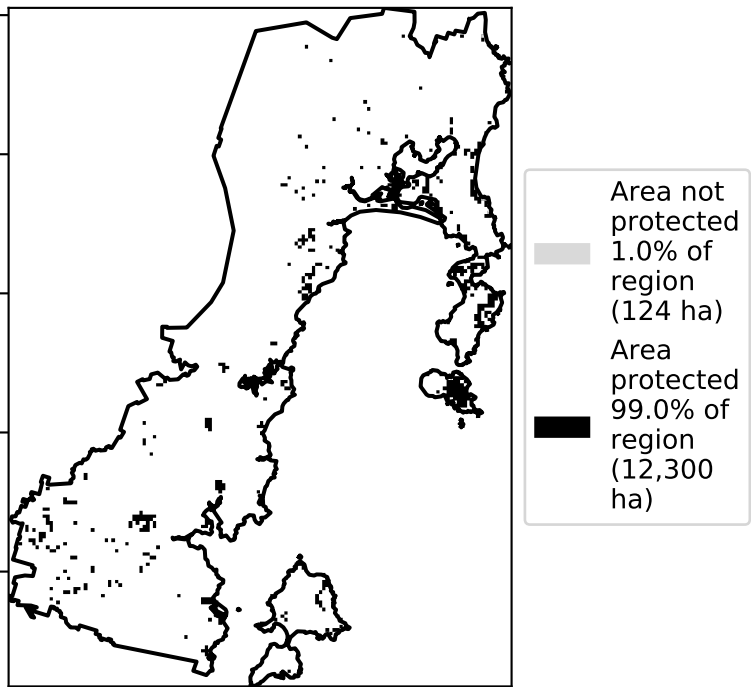 Area not
protected
1.0% of
region
(124 ha)
Area
protected
99.0% of
region
(12,300
ha)